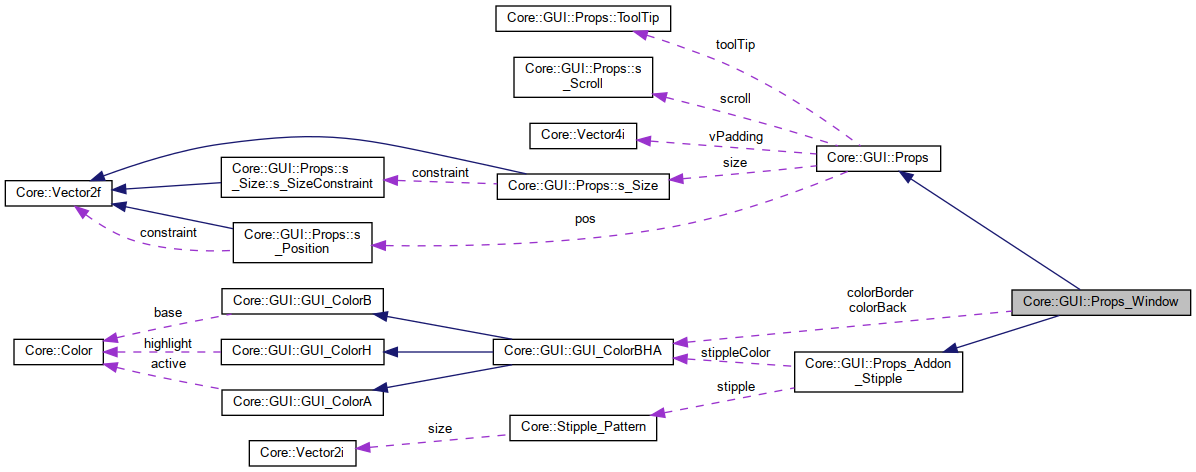 Core::GUI::Props::ToolTip
toolTip
Core::GUI::Props::s
_Scroll
scroll
Core::Vector4i
vPadding
Core::GUI::Props
size
Core::GUI::Props::s
_Size::s_SizeConstraint
constraint
Core::GUI::Props::s_Size
Core::Vector2f
pos
constraint
Core::GUI::Props::s
_Position
colorBorder
colorBack
Core::GUI::Props_Window
Core::GUI::GUI_ColorB
base
Core::Color
highlight
Core::GUI::GUI_ColorH
Core::GUI::GUI_ColorBHA
stippleColor
Core::GUI::Props_Addon
_Stipple
active
Core::GUI::GUI_ColorA
stipple
Core::Stipple_Pattern
size
Core::Vector2i